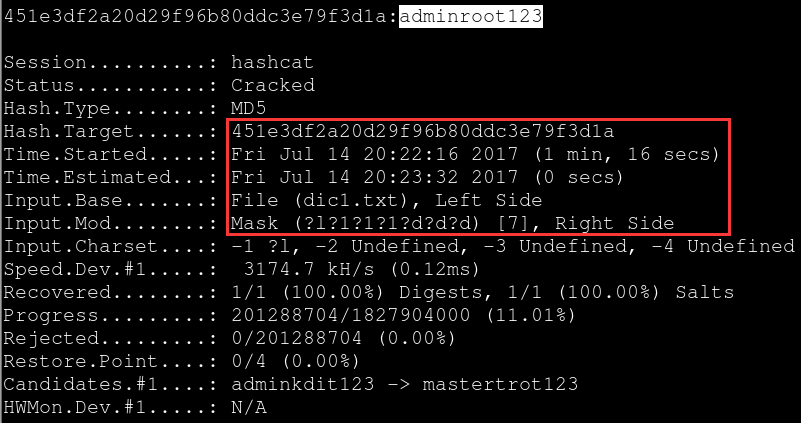 451e3df2a20d29f96b80ddc3e79f3d1a:adminroot123
Session..........: hashcat
Status...........: Cracked
Hash.Type........: MD5
Hash.Target......: 451e3df2a20d29f96b80ddc3e79f3d1a
Time.Started.....: Fri Jul 14 20:22:16 2017 (1 min, 16 secs)
Time.Estimated...: Fri Jul 14 20:23:32 2017 (0 secs)
Input.Base.......: File (dic1.txt), Left Side
Input.Mod........: Mask (?l?1?1?1?d?d?d) [7], Right Side
Input.Charset....: -1 ?l, -2 Undefined, -3 Undefined, -4 Undefined
Speed.Dev.#1.....:  3174.7 kH/s (0.12ms)
Recovered........: 1/1 (100.00%) Digests, 1/1 (100.00%) Salts
Progress.........: 201288704/1827904000 (11.01%)
Rejected.........: 0/201288704 (0.00%)
Restore.Point....: 0/4 (0.00%)
Candidates.#1....: adminkdit123 -> mastertrot123
HWMon.Dev.#1.....: N/A